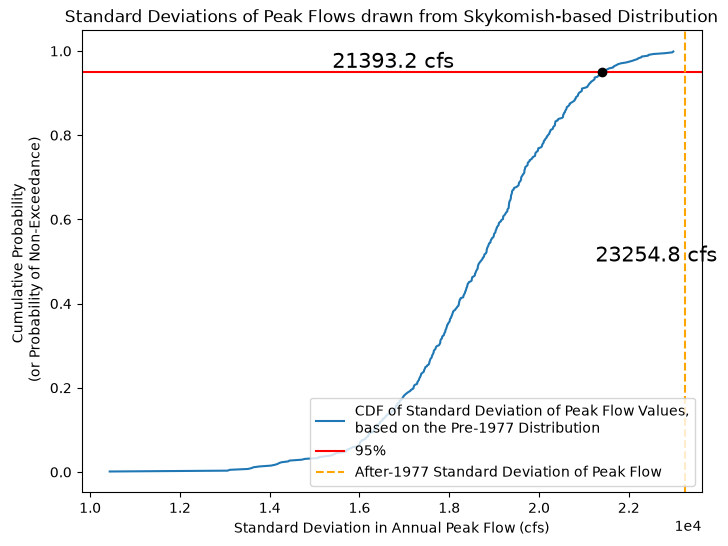 Standard Deviations of Peak Flows drawn from Skykomish-based Distribution
1.0
0.8
0.6
0.4
0.2
0.0
Cumulative Probability
(or Probability of Non-Exceedance)
21393.2 cfs
23254.8 cfs
CDF of Standard Deviation of Peak Flow Values,
based on the Pre-1977 Distribution
95%
After-1977 Standard Deviation of Peak Flow
1.0 1.2 1.4 1.6 1.8 2.0 2.2
1e4
Standard Deviation in Annual Peak Flow (cfs)